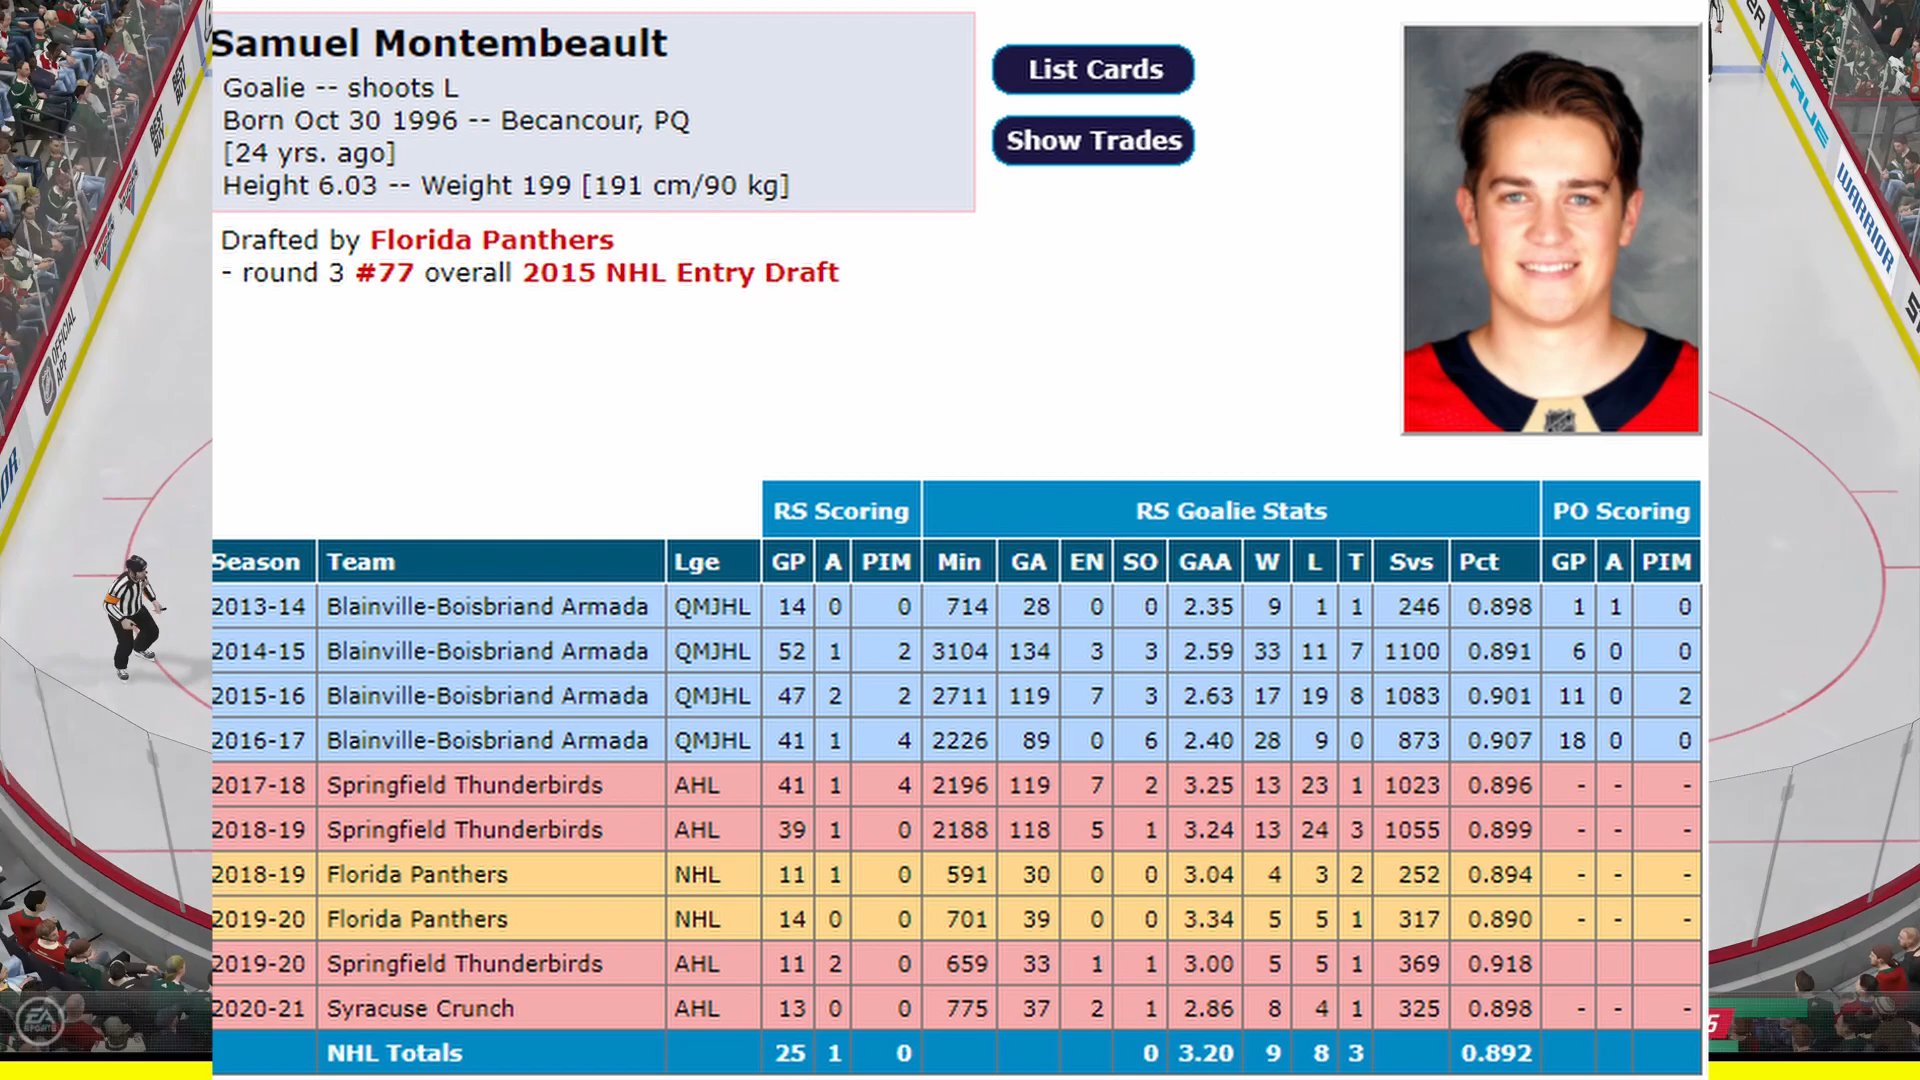 Samuel Montembeault
Goalie -- shoots L
Born Oct 30 1996 -- Becancour, PQ
[24 yrs. ago]
Height 6.03 -- Weight 199 [191 cm/90 kg]
List Cards
Show Trades
Drafted by Florida Panthers
- round 3 #77 overall 2015 NHL Entry Draft
RS Scoring RS Goalie Stats PO Scoring
Season Team Lge GP A PIM Min GA EN SO GAA W L T Svs Pct GP A PIM
2013-14 Blainville-Boisbriand Armada QMJHL 14 0 0 714 28 0 0 2.35 9 1 1 246 0.898 1 1 0
2014-15 Blainville-Boisbriand Armada QMJHL 52 1 2 3104 134 3 3 2.59 33 11 7 1100 0.891 6 0 0
2015-16 Blainville-Boisbriand Armada QMJHL 47 2 2 2711 119 7 3 2.63 17 19 8 1083 0.901 11 0 2
2016-17 Blainville-Boisbriand Armada QMJHL 41 1 4 2226 89 0 6 2.40 28 9 0 873 0.907 18 0 0
2017-18 Springfield Thunderbirds AHL 41 1 4 2196 119 7 2 3.25 13 23 1 1023 0.896 - - -
2018-19 Springfield Thunderbirds AHL 39 1 0 2188 118 5 1 3.24 13 24 3 1055 0.899 - - -
2018-19 Florida Panthers NHL 11 1 0 591 30 0 0 3.04 4 3 2 252 0.894 - - -
2019-20 Florida Panthers NHL 14 0 0 701 39 0 0 3.34 5 5 1 317 0.890 - - -
2019-20 Springfield Thunderbirds AHL 11 2 0 659 33 1 1 3.00 5 5 1 369 0.918
2020-21 Syracuse Crunch AHL 13 0 0 775 37 2 1 2.86 8 4 1 325 0.898 - - -
NHL Totals 25 1 0 0 3.20 9 8 3 0.892
BEST BUY
BEST BUY
OFFICIAL APP
TRUE
WARRIOR
EA SPORTS